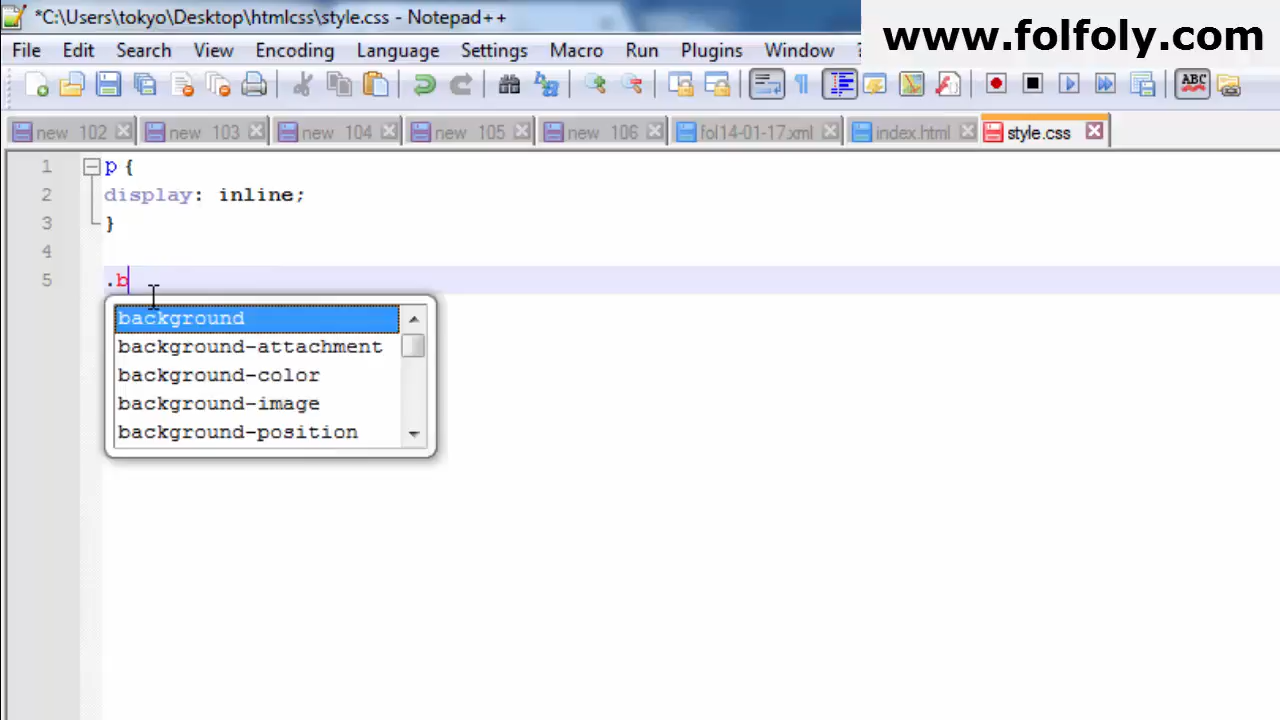 *C:\Users\tokyo\Desktop\htmlcss\style.css - Notepad++
www.folfoly.com
File Edit Search View Encoding Language Settings Macro Run Plugins Window ?
ABC
new 102 new 103 new 104 new 105 new 106 fol14-01-17.xml index.html style.css
1 p {
2 display: inline;
3 }
4
5 .b
background
background-attachment
background-color
background-image
background-position